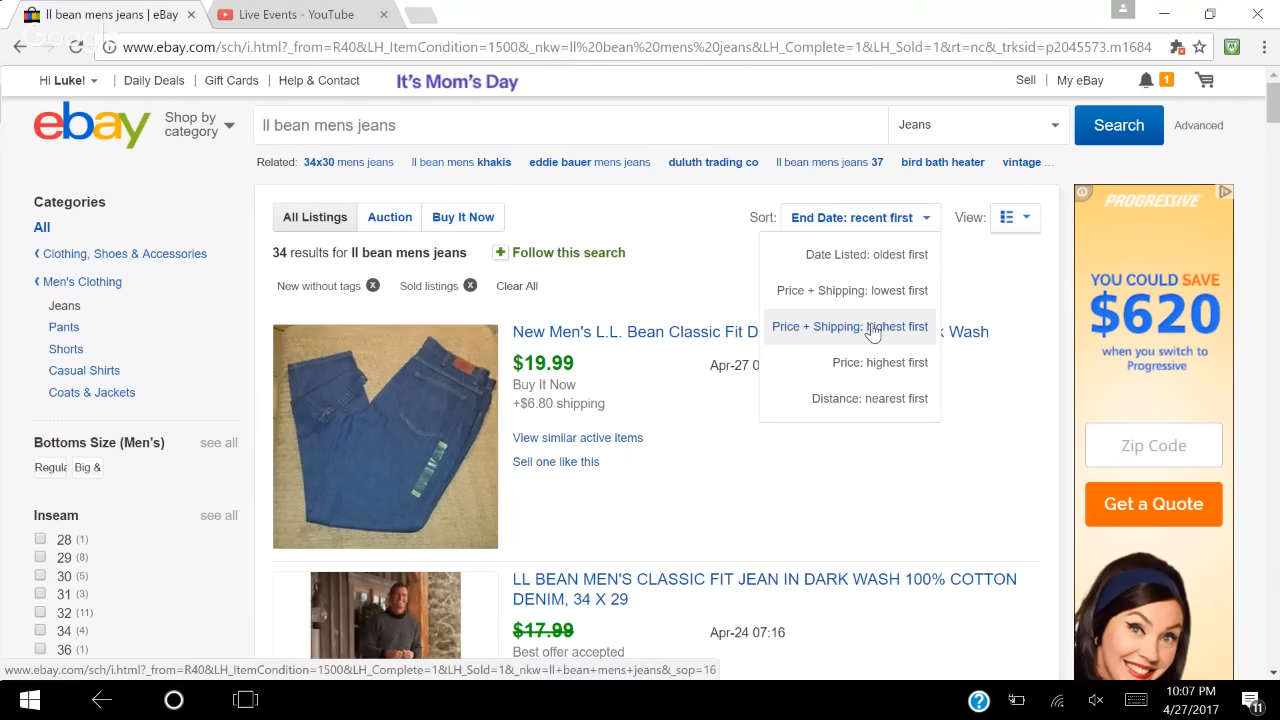 ll bean mens jeans | eBay
Live Events - YouTube
Google
www.ebay.com/sch/i.html?_from=R40&LH_ItemCondition=1500&_nkw=ll%20bean%20mens%20jeans&LH_Complete=1&LH_Sold=1&rt=nc&_trksid=p2045573.m1684
Hi Luke! | Daily Deals | Gift Cards | Help & Contact
It's Mom's Day
Sell | My eBay 1
ebay
Shop by category
ll bean mens jeans
Jeans
Search
Advanced
Related: 34x30 mens jeans ll bean mens khakis eddie bauer mens jeans duluth trading co ll bean mens jeans 37 bird bath heater vintage ...
Categories
All
Clothing, Shoes & Accessories
Men's Clothing
Jeans
Pants
Shorts
Casual Shirts
Coats & Jackets
Bottoms Size (Men's) see all
Regula Big &
Inseam see all
28 (1)
29 (8)
30 (5)
31 (3)
32 (11)
34 (4)
36 (1)
All Listings Auction Buy It Now
Sort: End Date: recent first View:
Date Listed: oldest first
Price + Shipping: lowest first
Price + Shipping: highest first
Price: highest first
Distance: nearest first
34 results for ll bean mens jeans + Follow this search
New without tags x Sold listings x Clear All
New Men's L.L. Bean Classic Fit D k Wash
$19.99 Apr-27 0
Buy It Now
+$6.80 shipping
View similar active items
Sell one like this
LL BEAN MEN'S CLASSIC FIT JEAN IN DARK WASH 100% COTTON
DENIM, 34 X 29
$17.99 Apr-24 07:16
Best offer accepted
PROGRESSIVE
YOU COULD SAVE
$620
when you switch to
Progressive
Zip Code
Get a Quote
www.ebay.com/sch/i.html?_from=R40&LH_ItemCondition=1500&LH_Complete=1&LH_Sold=1&_nkw=ll+bean+mens+jeans&_sop=16
10:07 PM
4/27/2017
11